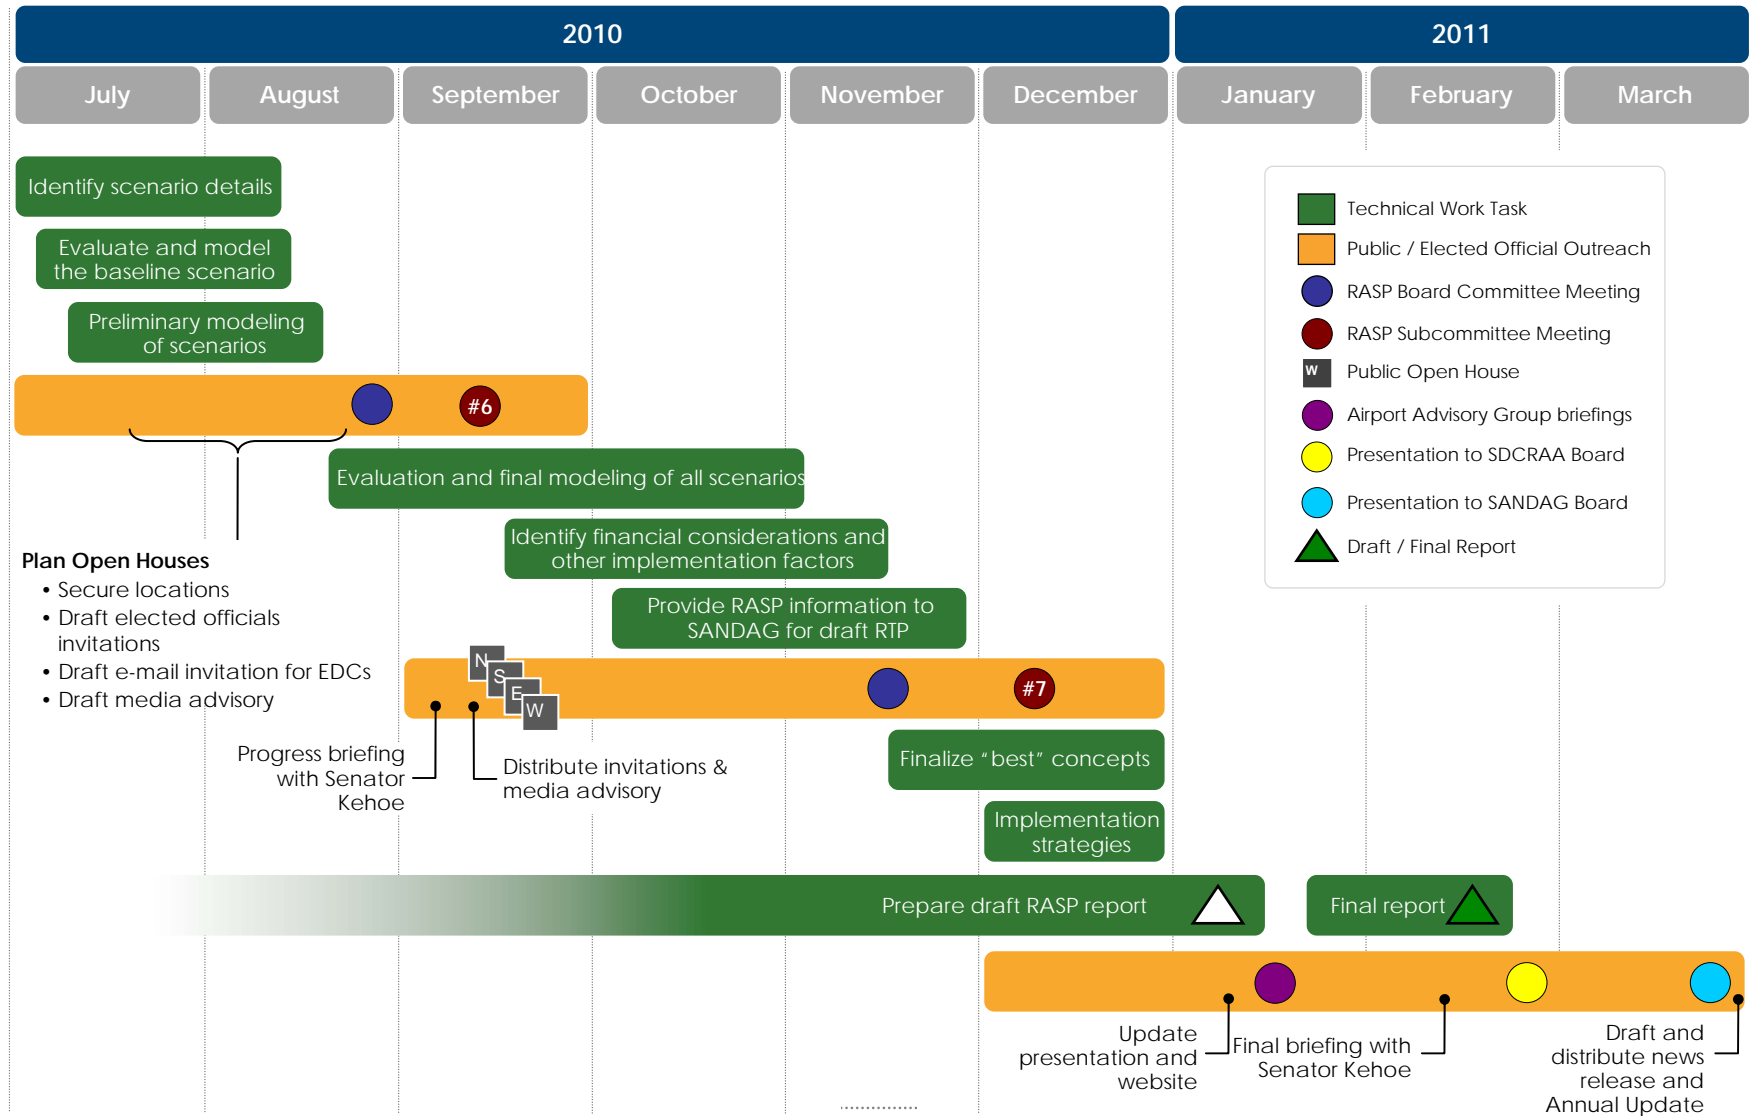 2010
2011
July
August
September
October
November
December
January
February
March
Identify scenario details
Evaluate and model
the baseline scenario
Preliminary modeling
of scenarios
#6
Evaluation and final modeling of all scenarios
Identify financial considerations and
other implementation factors
Provide RASP information to
SANDAG for draft RTP
Plan Open Houses
• Secure locations
• Draft elected officials
invitations
• Draft e-mail invitation for EDCs
• Draft media advisory
N
S
E
W
#7
Progress briefing
with Senator
Kehoe
Distribute invitations &
media advisory
Finalize “best” concepts
Implementation
strategies
Prepare draft RASP report
Final report
Update
presentation and
website
Final briefing with
Senator Kehoe
Draft and
distribute news
release and
Annual Update
Technical Work Task
Public / Elected Official Outreach
RASP Board Committee Meeting
RASP Subcommittee Meeting
W
Public Open House
Airport Advisory Group briefings
Presentation to SDCRAA Board
Presentation to SANDAG Board
Draft / Final Report